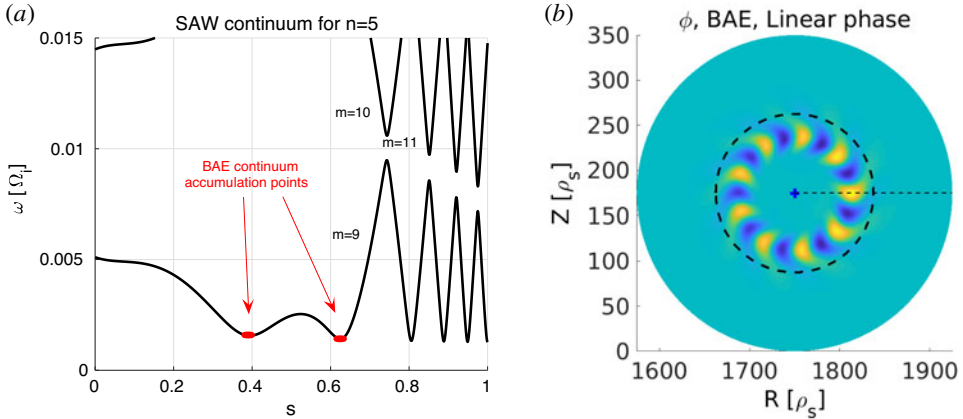 (a)
SAW continuum for n=5
0.015
0.01
0.005
0
ω [ Ω_i ]
m=10
m=11
BAE continuum
accumulation points
m=9
0 0.2 0.4 0.6 0.8 1
s
(b)
ϕ, BAE, Linear phase
350
300
250
200
150
100
50
0
Z [ρ_s]
1600 1700 1800 1900
R [ρ_s]